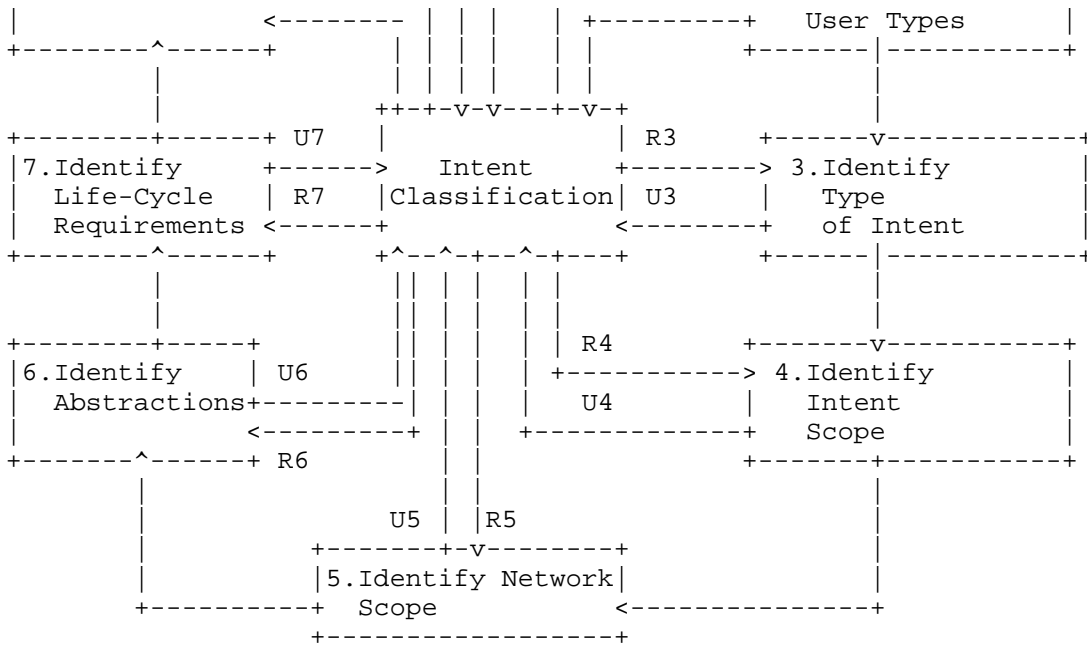 User Types
U7 R3
7.Identify Intent 3.Identify
Life-Cycle R7 Classification U3 Type
Requirements of Intent
R4
6.Identify U6 4.Identify
Abstractions U4 Intent
Scope
R6
U5 R5
5.Identify Network
Scope